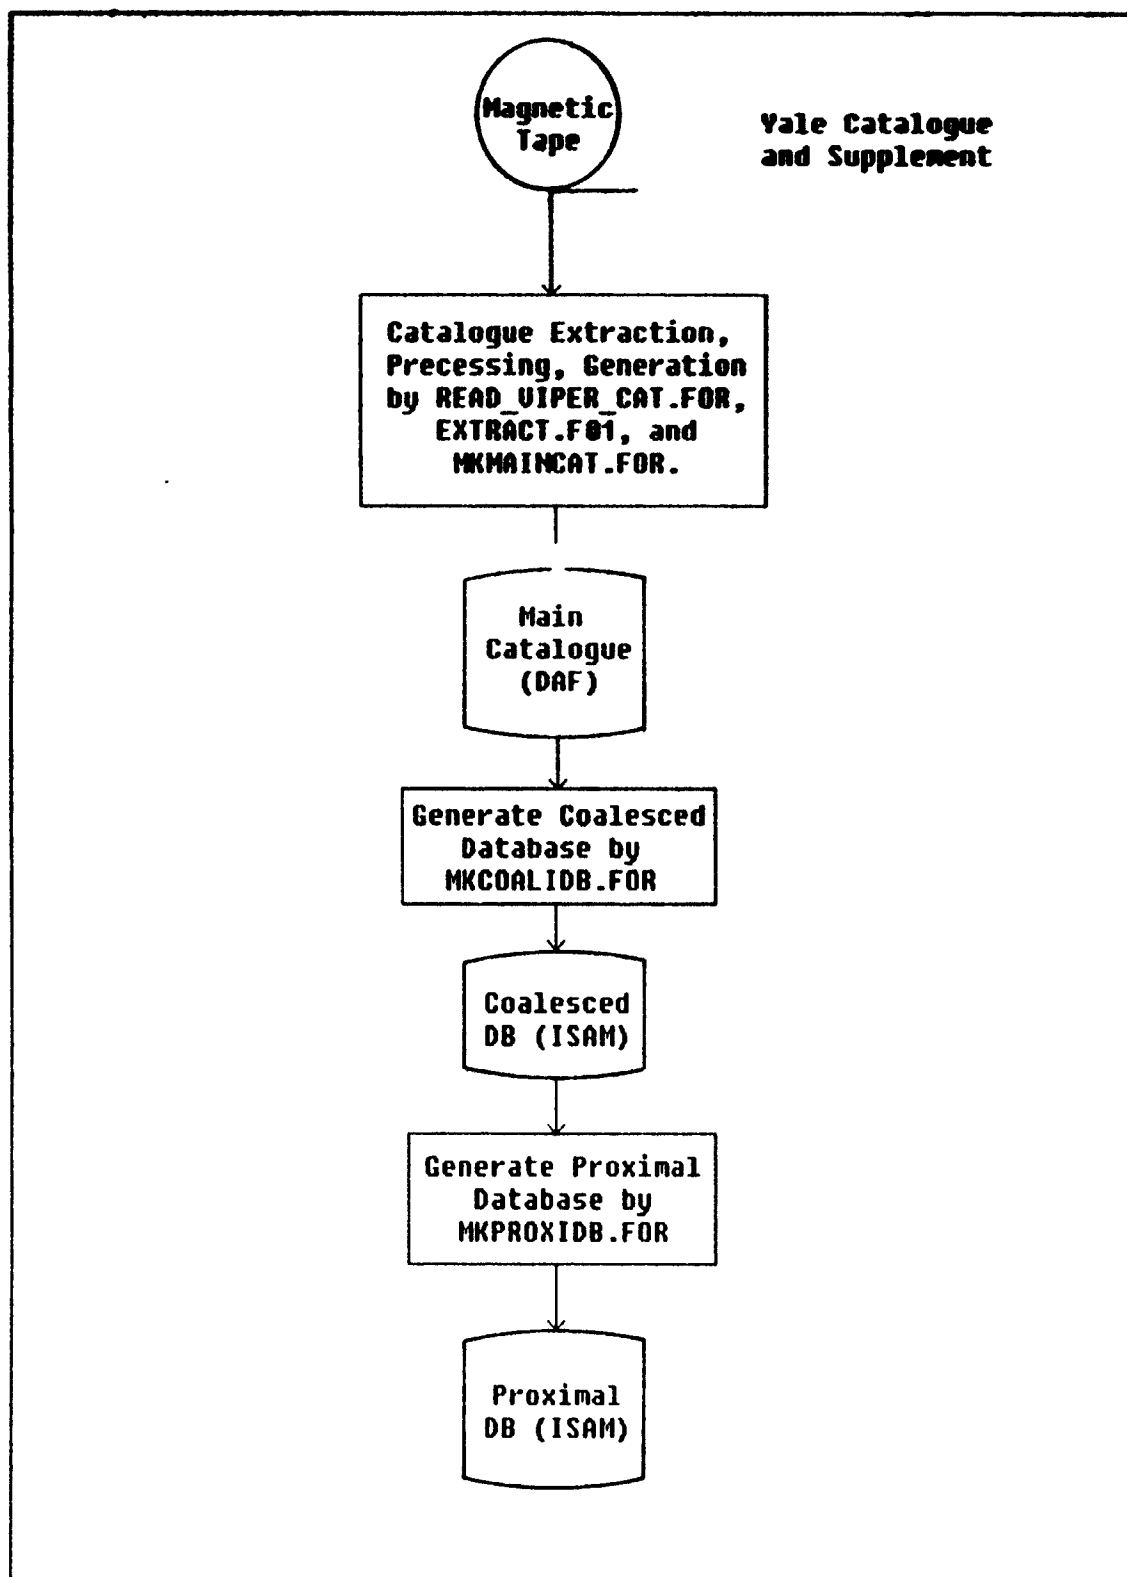 Magnetic
Tape
Yale Catalogue
and Supplement
Catalogue Extraction,
Precessing, Generation
by READ_VIPER_CAT.FOR,
EXTRACT.F01, and
MKMAINCAT.FOR.
Main
Catalogue
(DAF)
Generate Coalesced
Database by
MKCOALIDB.FOR
Coalesced
DB (ISAM)
Generate Proximal
Database by
MKPROXIDB.FOR
Proximal
DB (ISAM)